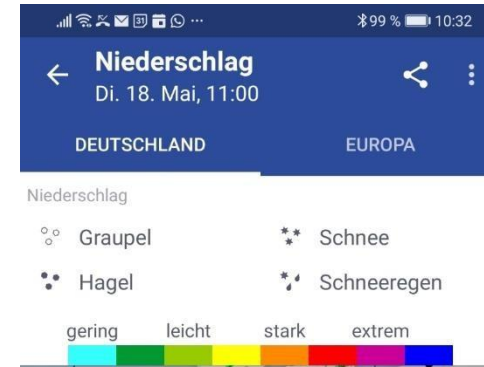 99 % 10:32
Niederschlag
Di. 18. Mai, 11:00
DEUTSCHLAND EUROPA
Niederschlag
Graupel Schnee
Hagel Schneeregen
gering leicht stark extrem